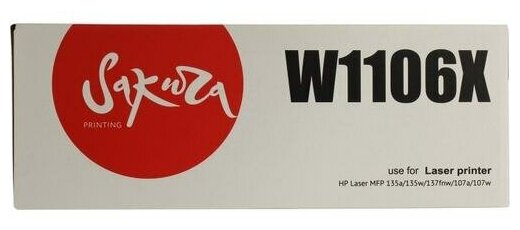 Sakura
PRINTING
W1106X
use for Laser printer
HP Laser MFP 135a/135w/137fnw/107a/107w